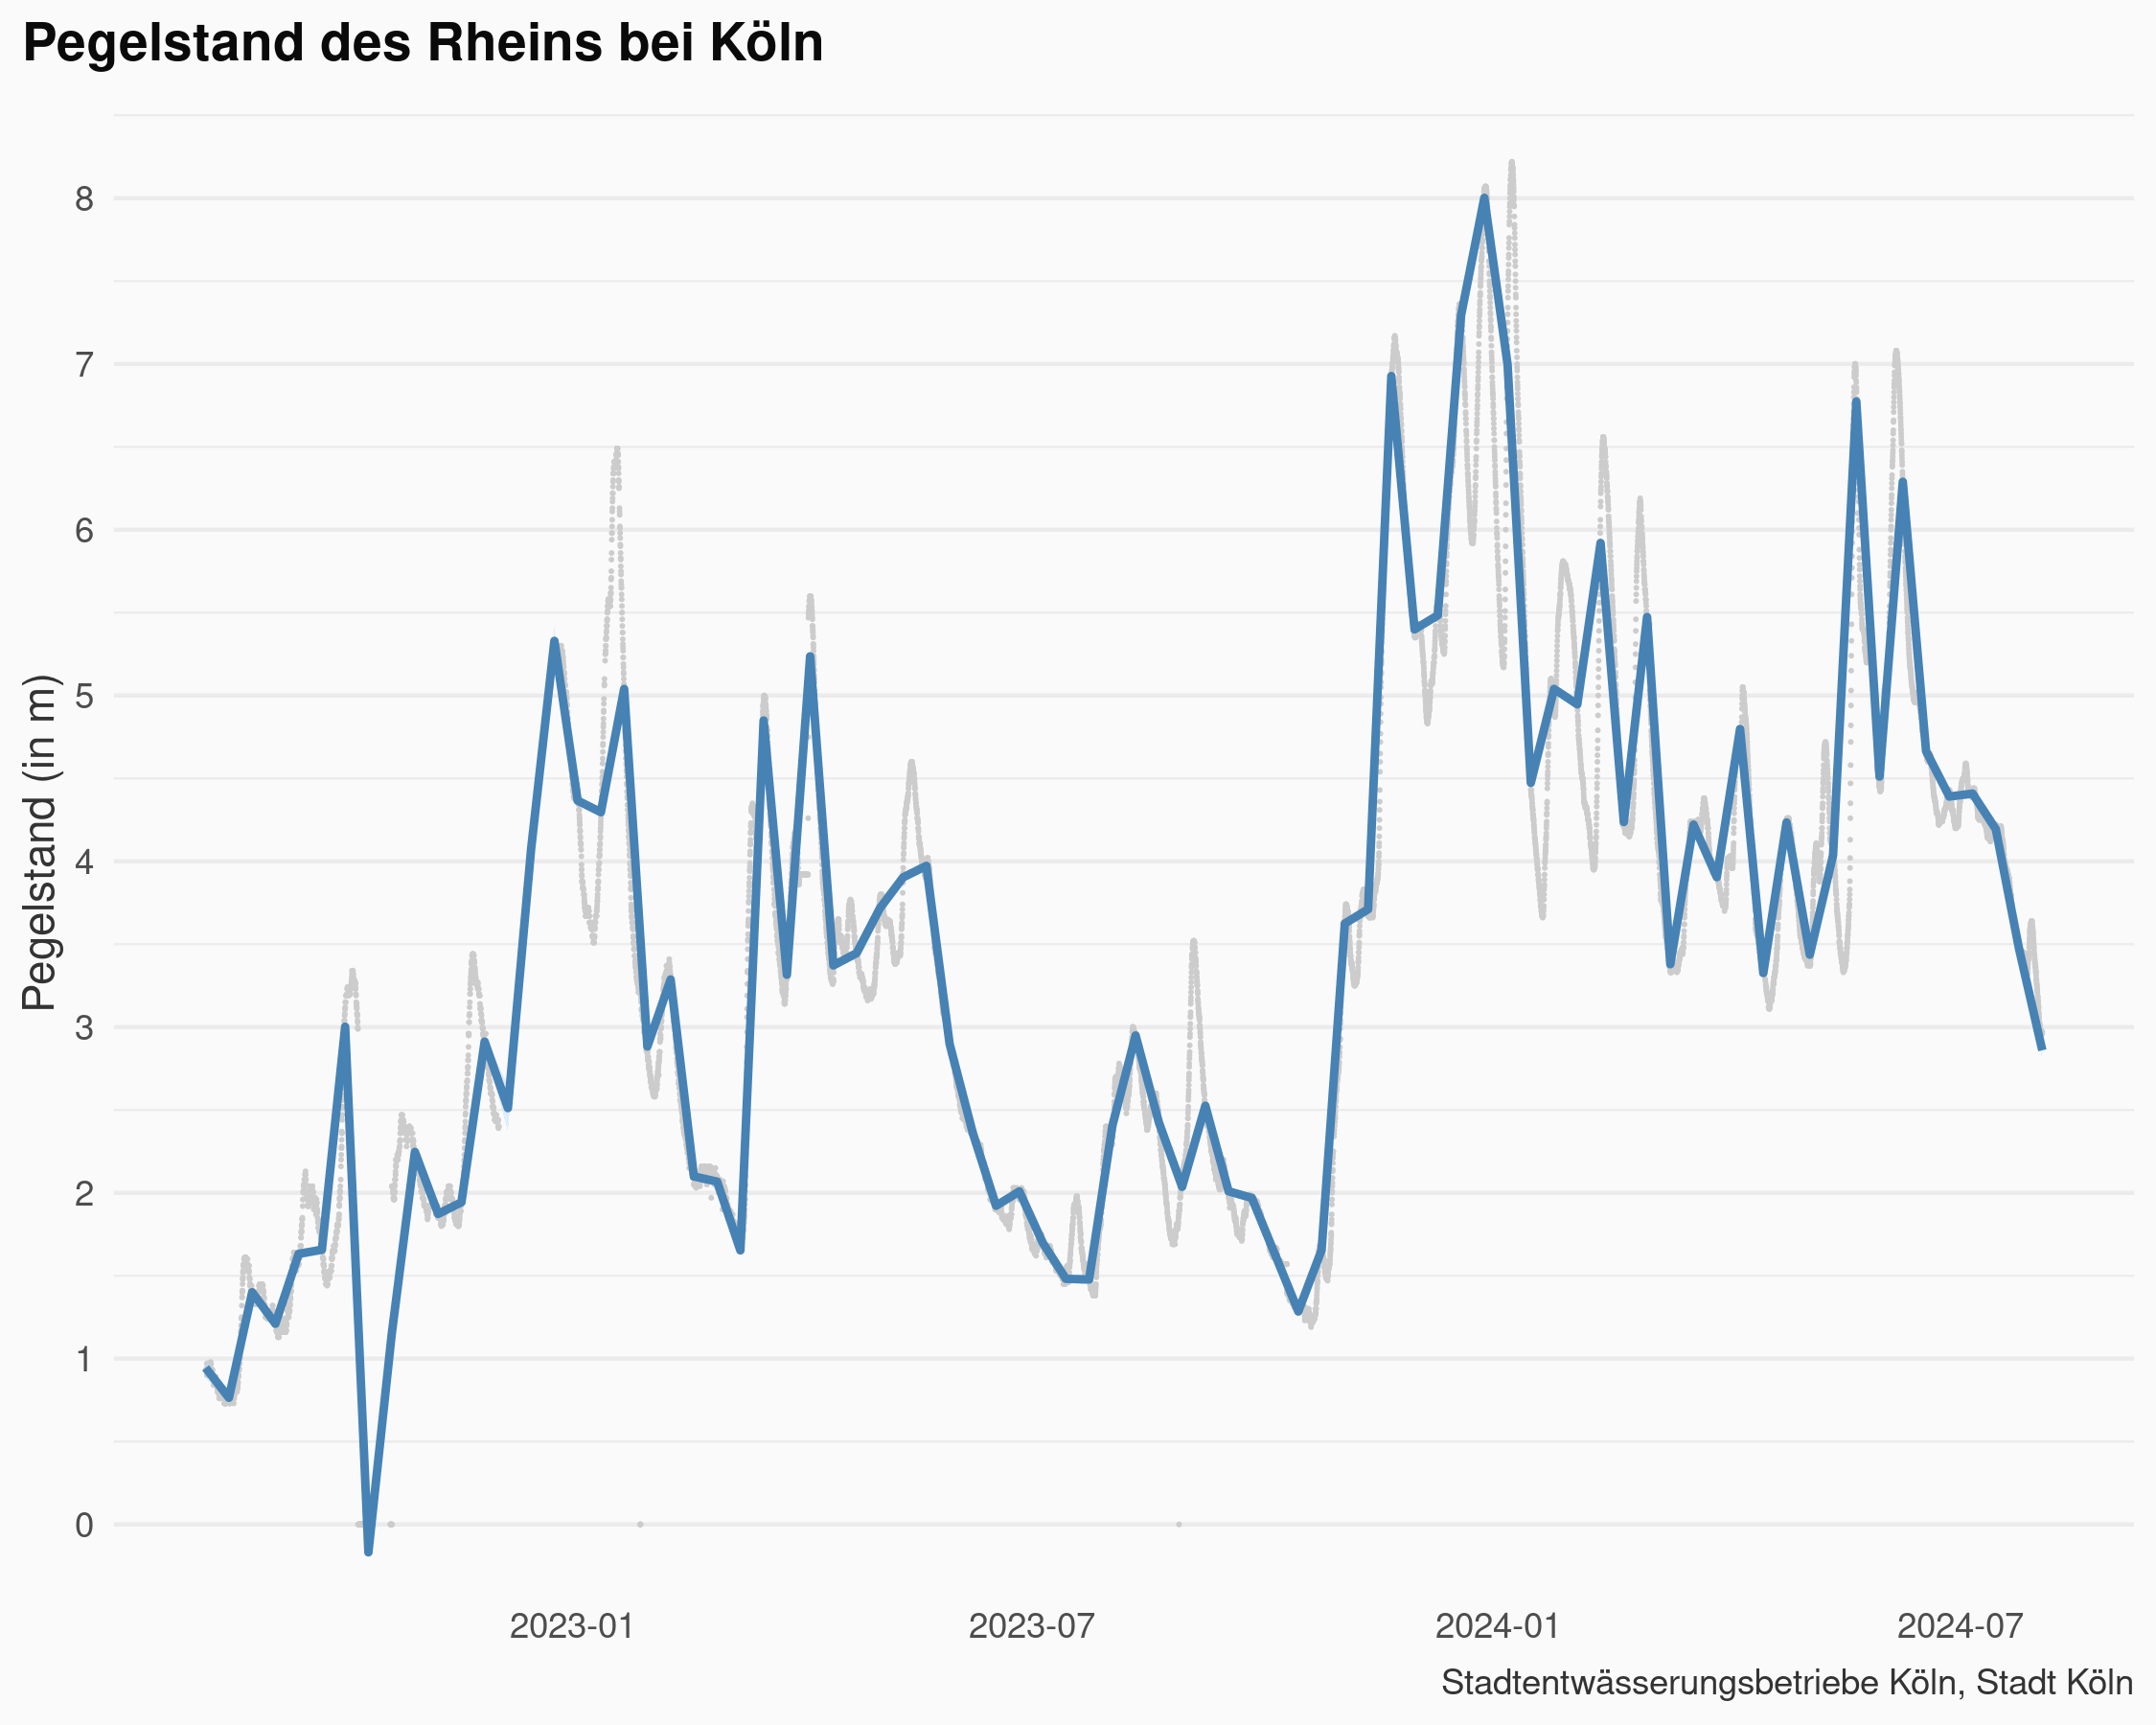 Pegelstand des Rheins bei Köln
Pegelstand (in m)
8
7
6
5
4
3
2
1
0
2023-01 2023-07 2024-01 2024-07
Stadtentwässerungsbetriebe Köln, Stadt Köln